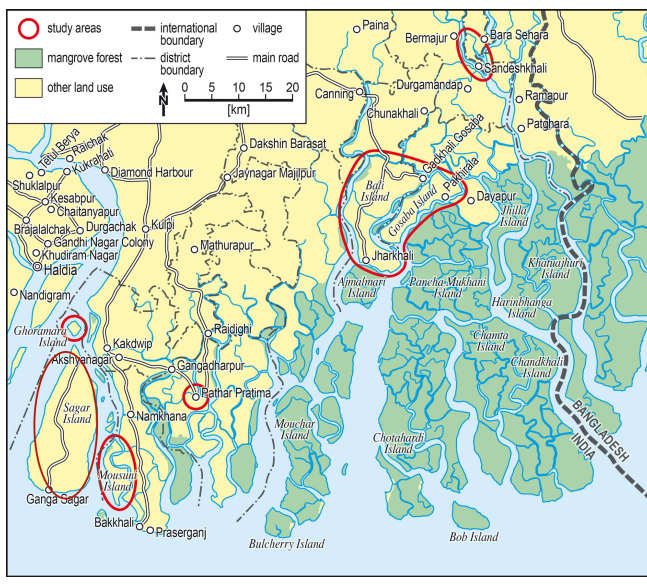 study areas
international
boundary
village
mangrove forest
district
boundary
main road
other land use
N
0 5 10 15 20
[km]
Paina
Bermajur
Bara Sehara
Sandeshkhali
Canning
Durgamandap
Ramapur
Chunakhali
Patghara
Dakshin Barasat
Tetul Berya
Raichak
Kukrahati
Shuklalpur
Diamond Harbour
Jaynagar Majilpur
Gadkhali Gosaba
Pakhirala
Bali
Island
Gosaba Island
Dayapur
Jhilla
Island
Kesabpur
Chaitanyapur
Brajalalchak
Durgachak
Kulpi
Gandhi Nagar Colony
Khudiram Nagar
Haldia
Mathurapur
Jharkhali
Ajmalmari
Island
Pancha Mukhani
Island
Khatuajhuri
Island
Nandigram
Harinbhanga
Island
Ghoramara
Island
Raidighi
Kakdwip
Akshyanagar
Gangadharpur
Chamta
Island
Chandkhali
Island
Pathar Pratima
Sagar
Island
Namkhana
Mouchar
Island
Chotahardi
Island
BANGLADESH
INDIA
Mousuni
Island
Ganga Sagar
Bakkhali
Praserganj
Bulcherry Island
Bob Island